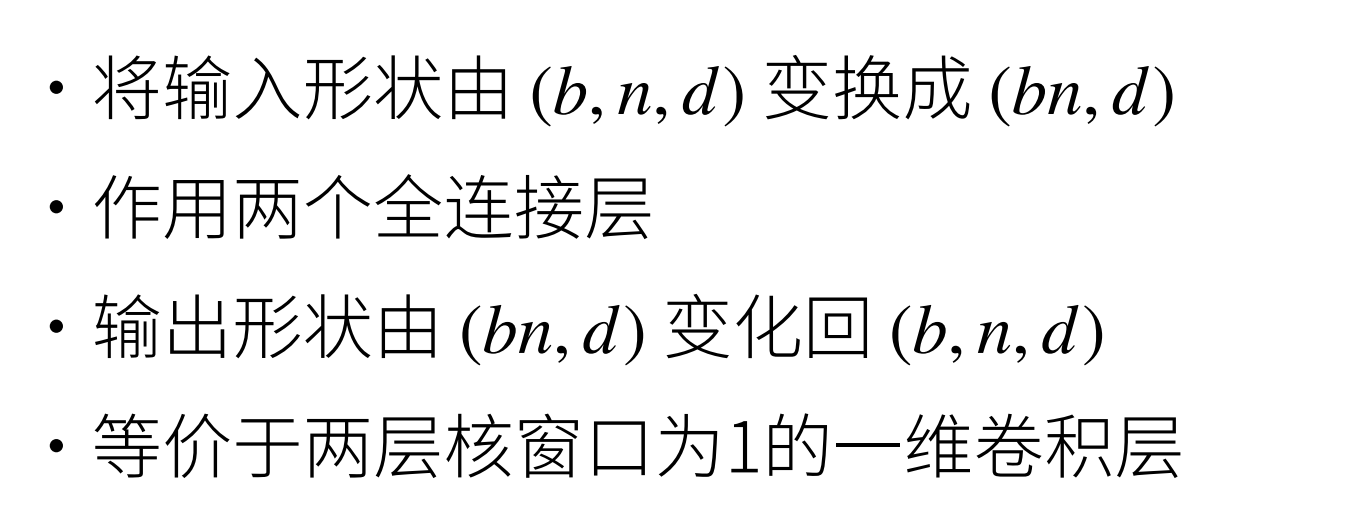 • 将输入形状由 (b, n, d) 变换成 (bn, d)
• 作用两个全连接层
• 输出形状由 (bn, d) 变化回 (b, n, d)
• 等价于两层核窗口为1的一维卷积层